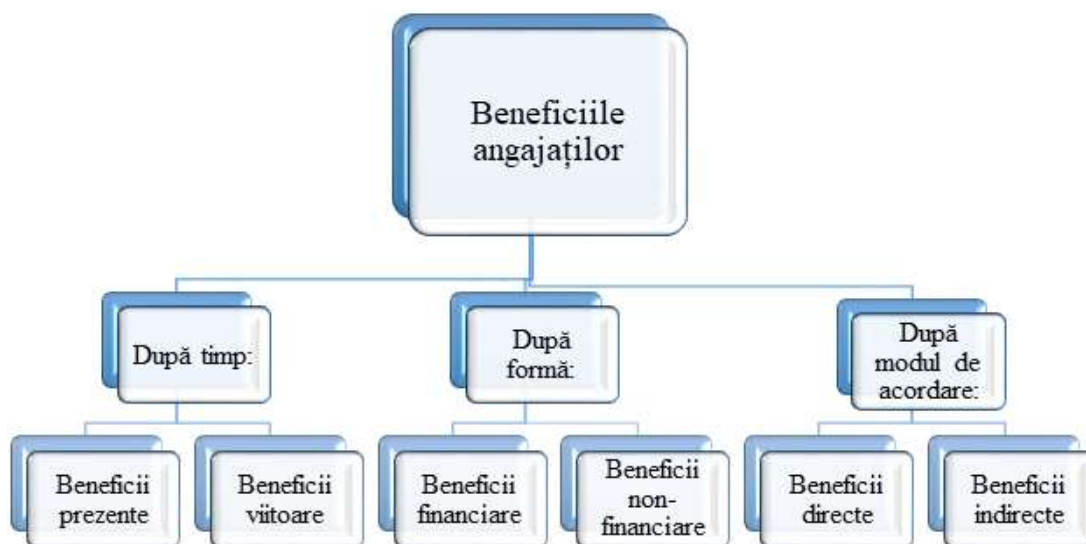 Beneficiile
angajaților
După timp:
După
formă:
După
modul de
acordare:
Beneficii
prezente
Beneficii
viitoare
Beneficii
financiare
Beneficii
non-
financiare
Beneficii
directe
Beneficii
indirecte